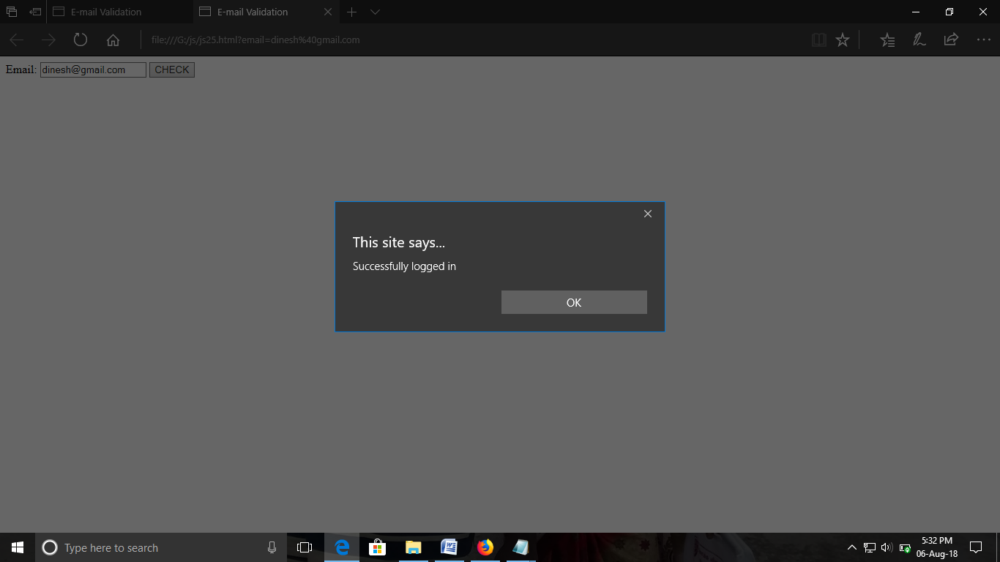 E-mail Validation
E-mail Validation
file:///G:/js/js25.html?email=dinesh%40gmail.com
Email: dinesh@gmail.com CHECK
This site says...
Successfully logged in
OK
Type here to search
5:32 PM
06-Aug-18